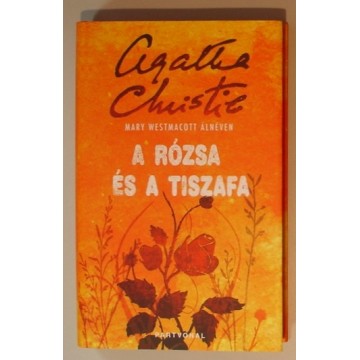 Agatha
Christie
MARY WESTMACOTT ÁLNÉVEN
A RÓZSA
ÉS A TISZAFA
PARTVONAL